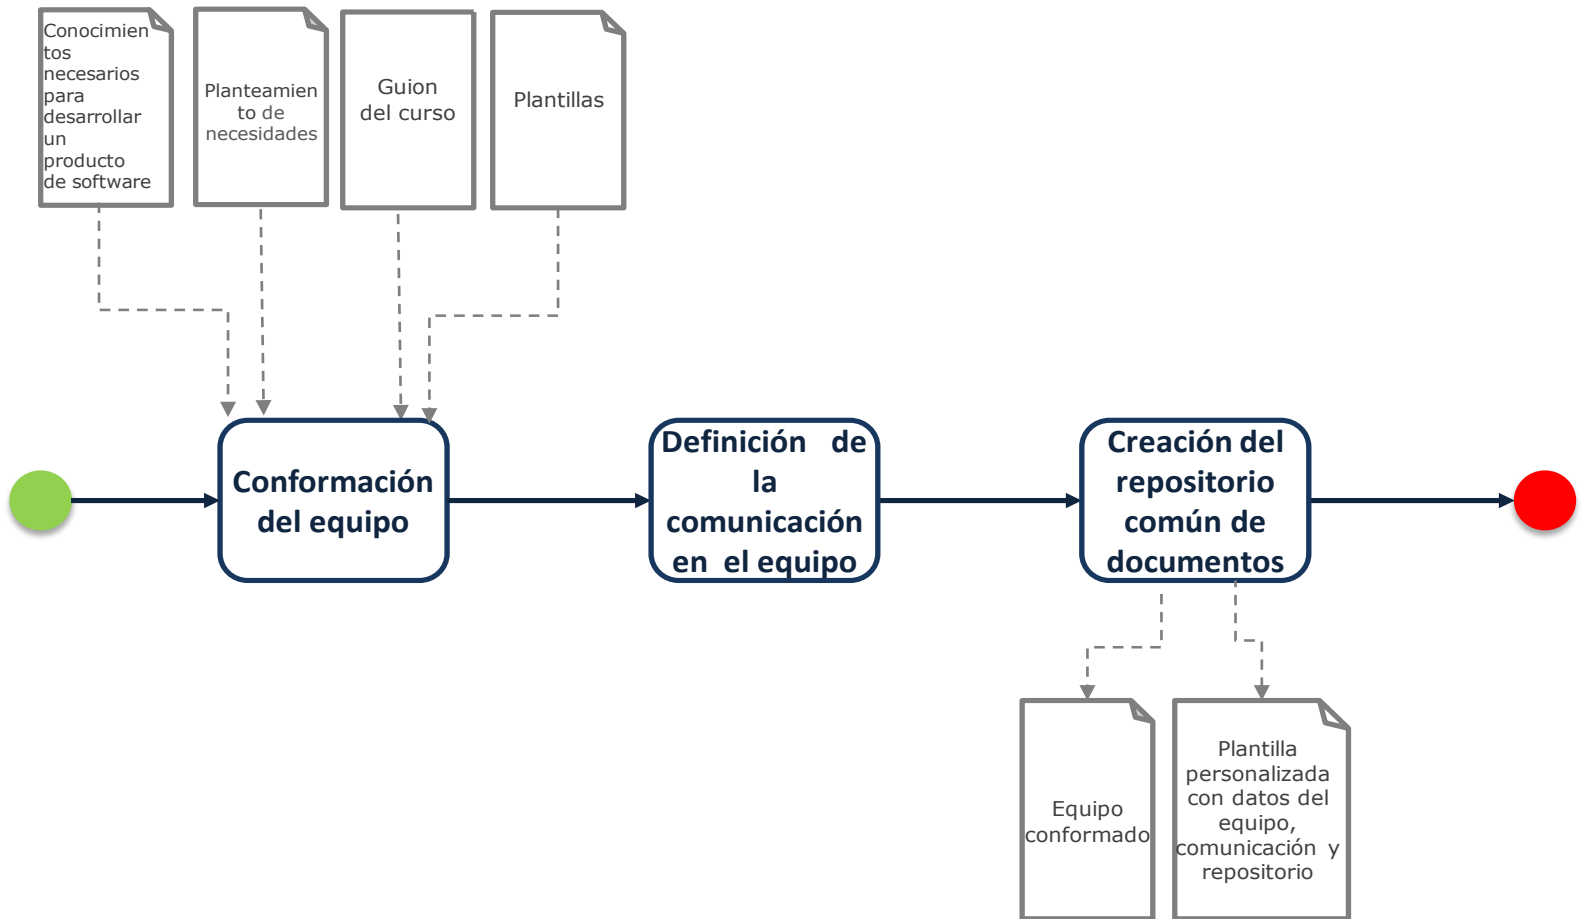 Conocimien
tos
necesarios
para
desarrollar
un
producto
de software
Planteamien
to de
necesidades
Guion
del curso
Plantillas
Conformación
del equipo
Definición de
la
comunicación
en el equipo
Creación del
repositorio
común de
documentos
Equipo
conformado
Plantilla
personalizada
con datos del
equipo,
comunicación y
repositorio